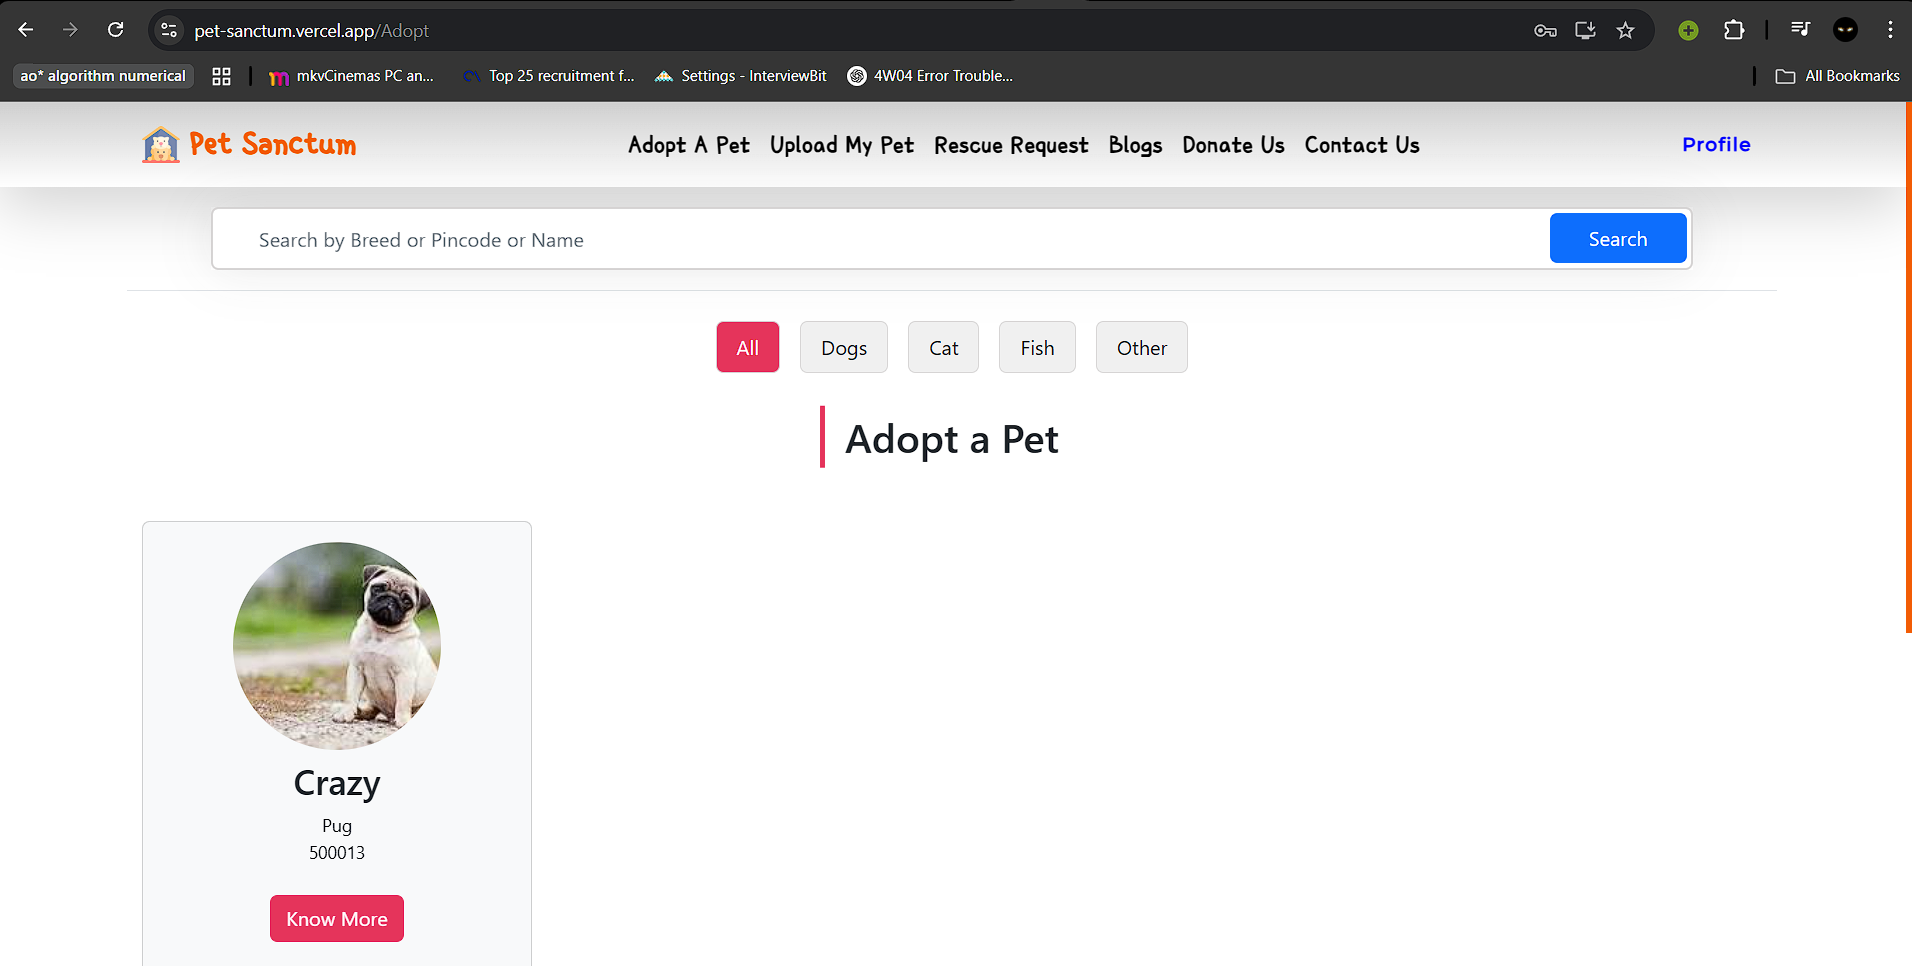 pet-sanctum.vercel.app/Adopt
ao* algorithm numerical
mkvCinemas PC an...
Top 25 recruitment f...
Settings - InterviewBit
4W04 Error Trouble...
All Bookmarks
Pet Sanctum
Adopt A Pet Upload My Pet Rescue Request Blogs Donate Us Contact Us
Profile
Search by Breed or Pincode or Name
Search
All Dogs Cat Fish Other
Adopt a Pet
Crazy
Pug
500013
Know More